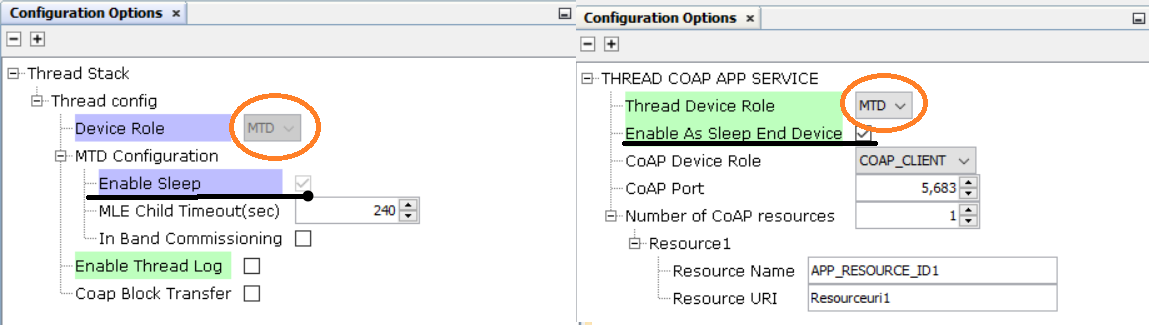 Configuration Options ×
Thread Stack
Thread config
Device Role MTD
MTD Configuration
Enable Sleep
MLE Child Timeout(sec) 240
In Band Commissioning
Enable Thread Log
Coap Block Transfer
Configuration Options ×
THREAD COAP APP SERVICE
Thread Device Role MTD
Enable As Sleep End Device
CoAP Device Role COAP_CLIENT
CoAP Port 5,683
Number of CoAP resources 1
Resource1
Resource Name APP_RESOURCE_ID1
Resource URI Resourceuri1